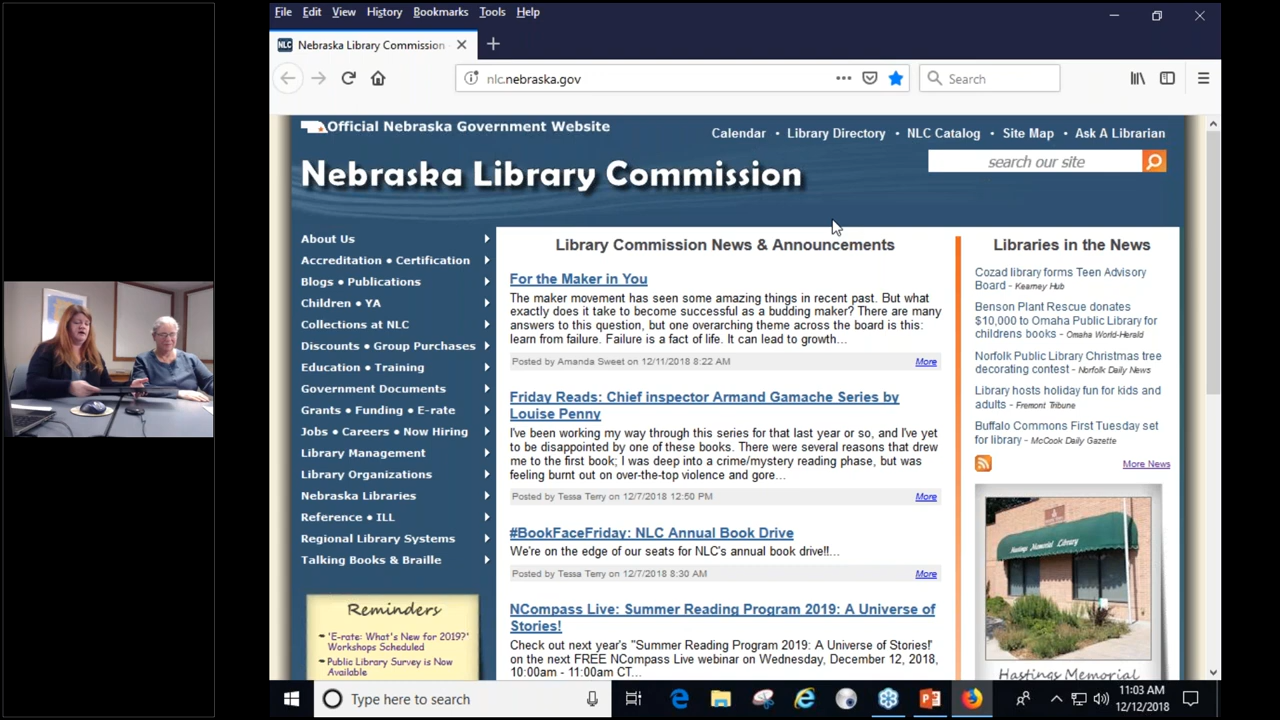 File Edit View History Bookmarks Tools Help
NLC Nebraska Library Commission
nlc.nebraska.gov
Search
Official Nebraska Government Website
Calendar • Library Directory • NLC Catalog • Site Map • Ask A Librarian
Nebraska Library Commission
search our site
About Us
Accreditation • Certification
Blogs • Publications
Children • YA
Collections at NLC
Discounts • Group Purchases
Education • Training
Government Documents
Grants • Funding • E-rate
Jobs • Careers • Now Hiring
Library Management
Library Organizations
Nebraska Libraries
Reference • ILL
Regional Library Systems
Talking Books & Braille
Reminders
'E-rate: What's New for 2019?'
Workshops Scheduled
Public Library Survey is Now
Available
Library Commission News & Announcements
For the Maker in You
The maker movement has seen some amazing things in recent past. But what
exactly does it take to become successful as a budding maker? There are many
answers to this question, but one overarching theme across the board is this:
learn from failure. Failure is a fact of life. It can lead to growth...
Posted by Amanda Sweet on 12/11/2018 8:22 AM
More
Friday Reads: Chief inspector Armand Gamache Series by
Louise Penny
I've been working my way through this series for that last year or so, and I've yet
to be disappointed by one of these books. There were several reasons that drew
me to the first book; I was deep into a crime/mystery reading phase, but was
feeling burnt out on over-the-top violence and gore...
Posted by Tessa Terry on 12/7/2018 12:50 PM
More
#BookFaceFriday: NLC Annual Book Drive
We're on the edge of our seats for NLC's annual book drive!!...
Posted by Tessa Terry on 12/7/2018 8:30 AM
More
NCompass Live: Summer Reading Program 2019: A Universe of
Stories!
Check out next year's "Summer Reading Program 2019: A Universe of Stories!"
on the next FREE NCompass Live webinar on Wednesday, December 12, 2018,
10:00am - 11:00am CT...
Libraries in the News
Cozad library forms Teen Advisory
Board - Kearney Hub
Benson Plant Rescue donates
$10,000 to Omaha Public Library for
childrens books - Omaha World-Herald
Norfolk Public Library Christmas tree
decorating contest - Norfolk Daily News
Library hosts holiday fun for kids and
adults - Fremont Tribune
Buffalo Commons First Tuesday set
for library - McCook Daily Gazette
More News
Hastings Memorial Library
Hastings Memorial
Type here to search
11:03 AM
12/12/2018